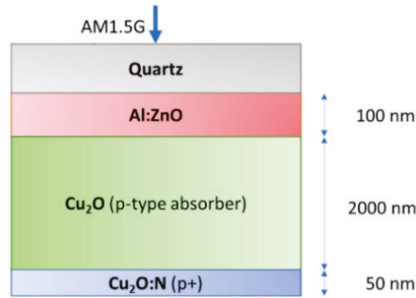 AM1.5G
Quartz
Al:ZnO
100 nm
Cu₂O (p-type absorber)
2000 nm
Cu₂O:N (p+)
50 nm